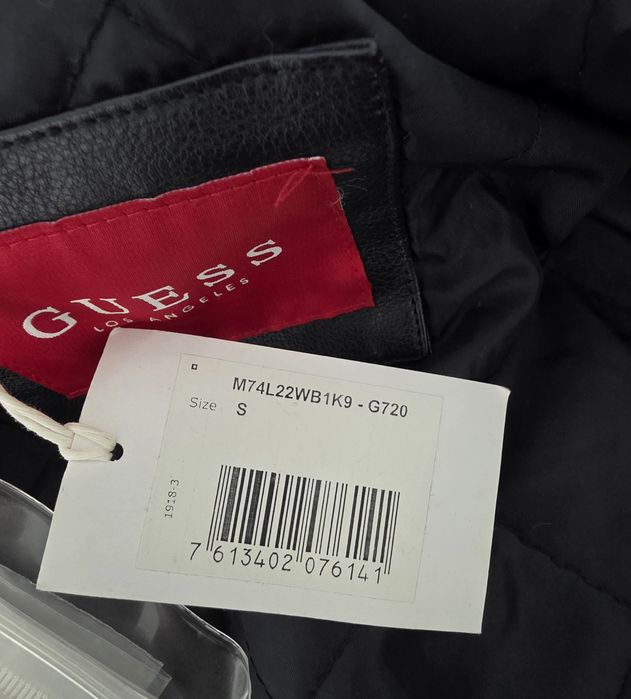 GUESS
LOS ANGELES
M74L22WB1K9 - G720
Size S
1918-3
7 613402 076141